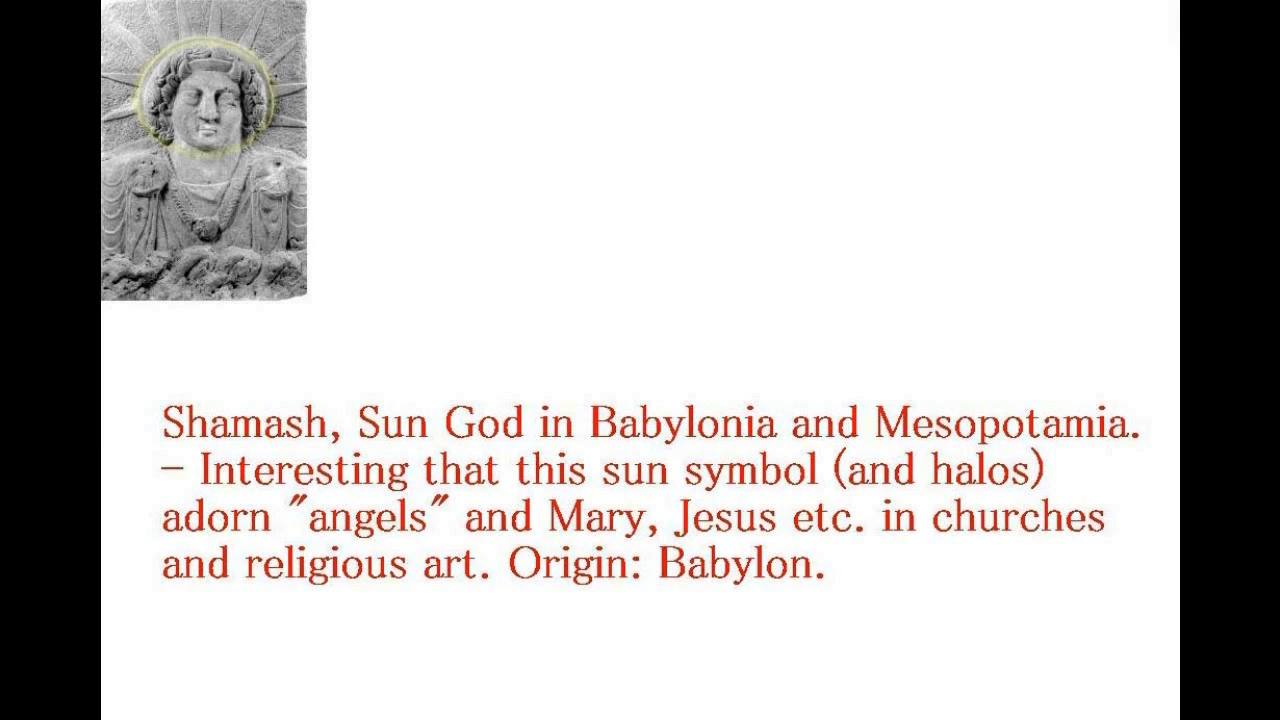 Shamash, Sun God in Babylonia and Mesopotamia.
- Interesting that this sun symbol (and halos)
adorn "angels" and Mary, Jesus etc. in churches
and religious art. Origin: Babylon.